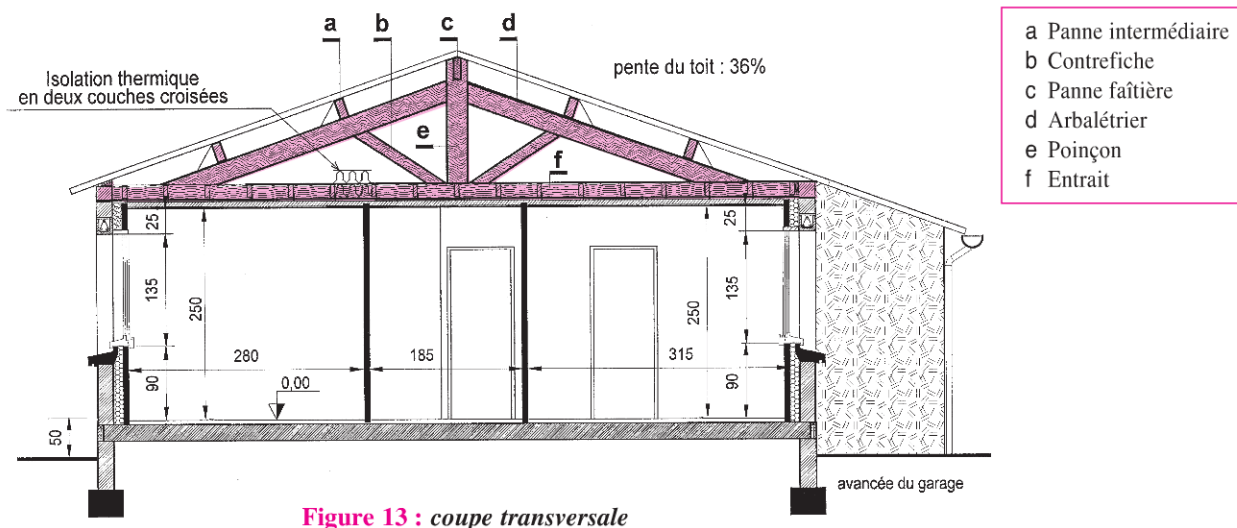 a b c d
a Panne intermédiaire
b Contrefiche
c Panne faîtière
d Arbalétrier
e Poinçon
f Entrait
Isolation thermique
en deux couches croisées
pente du toit : 36%
e
f
25
25
135
250
250
135
280
185
315
90
0,00
90
50
avancée du garage
Figure 13 : coupe transversale